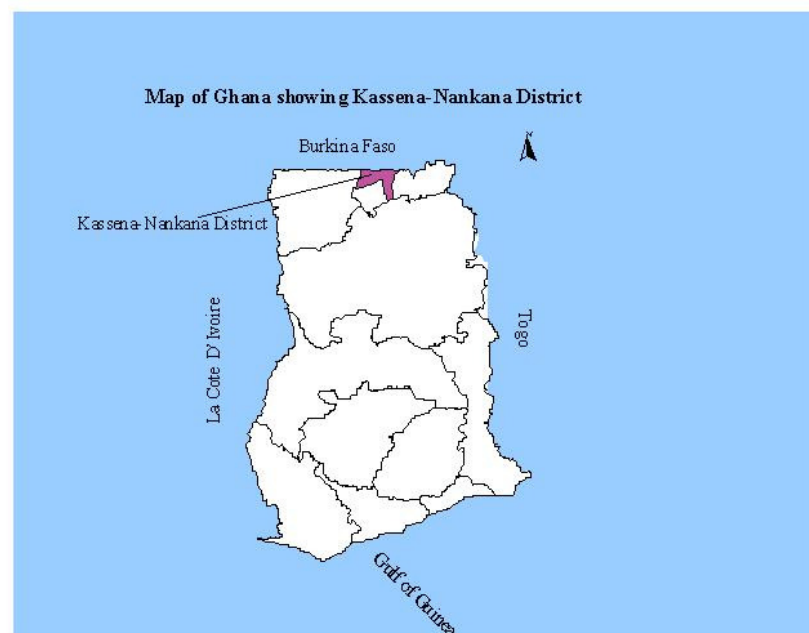 Map of Ghana showing Kassena-Nankana District
Burkina Faso
N
Kassena-Nankana District
La Cote D'Ivoire
Togo
Gulf of Guinea